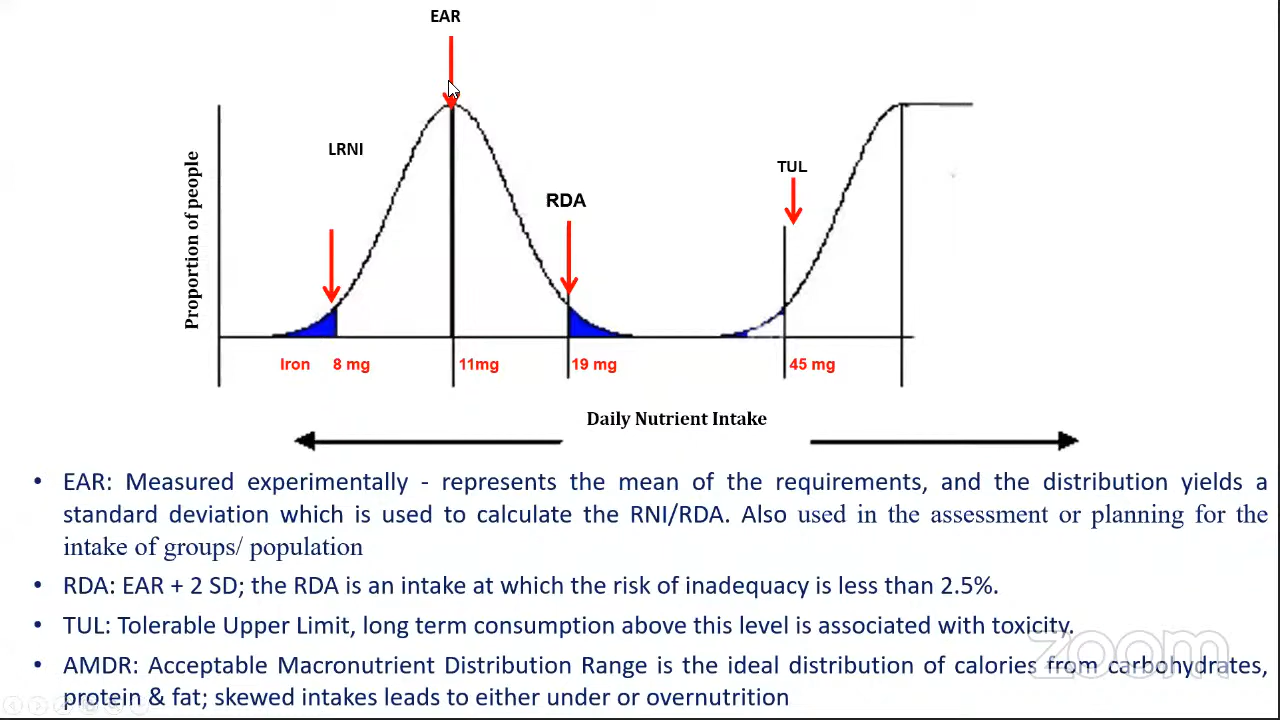 EAR
LRNI
TUL
RDA
Proportion of people
Iron 8 mg 11mg 19 mg 45 mg
Daily Nutrient Intake
• EAR: Measured experimentally - represents the mean of the requirements, and the distribution yields a
standard deviation which is used to calculate the RNI/RDA. Also used in the assessment or planning for the
intake of groups/ population
• RDA: EAR + 2 SD; the RDA is an intake at which the risk of inadequacy is less than 2.5%.
• TUL: Tolerable Upper Limit, long term consumption above this level is associated with toxicity.
• AMDR: Acceptable Macronutrient Distribution Range is the ideal distribution of calories from carbohydrates,
protein & fat; skewed intakes leads to either under or overnutrition
zoom